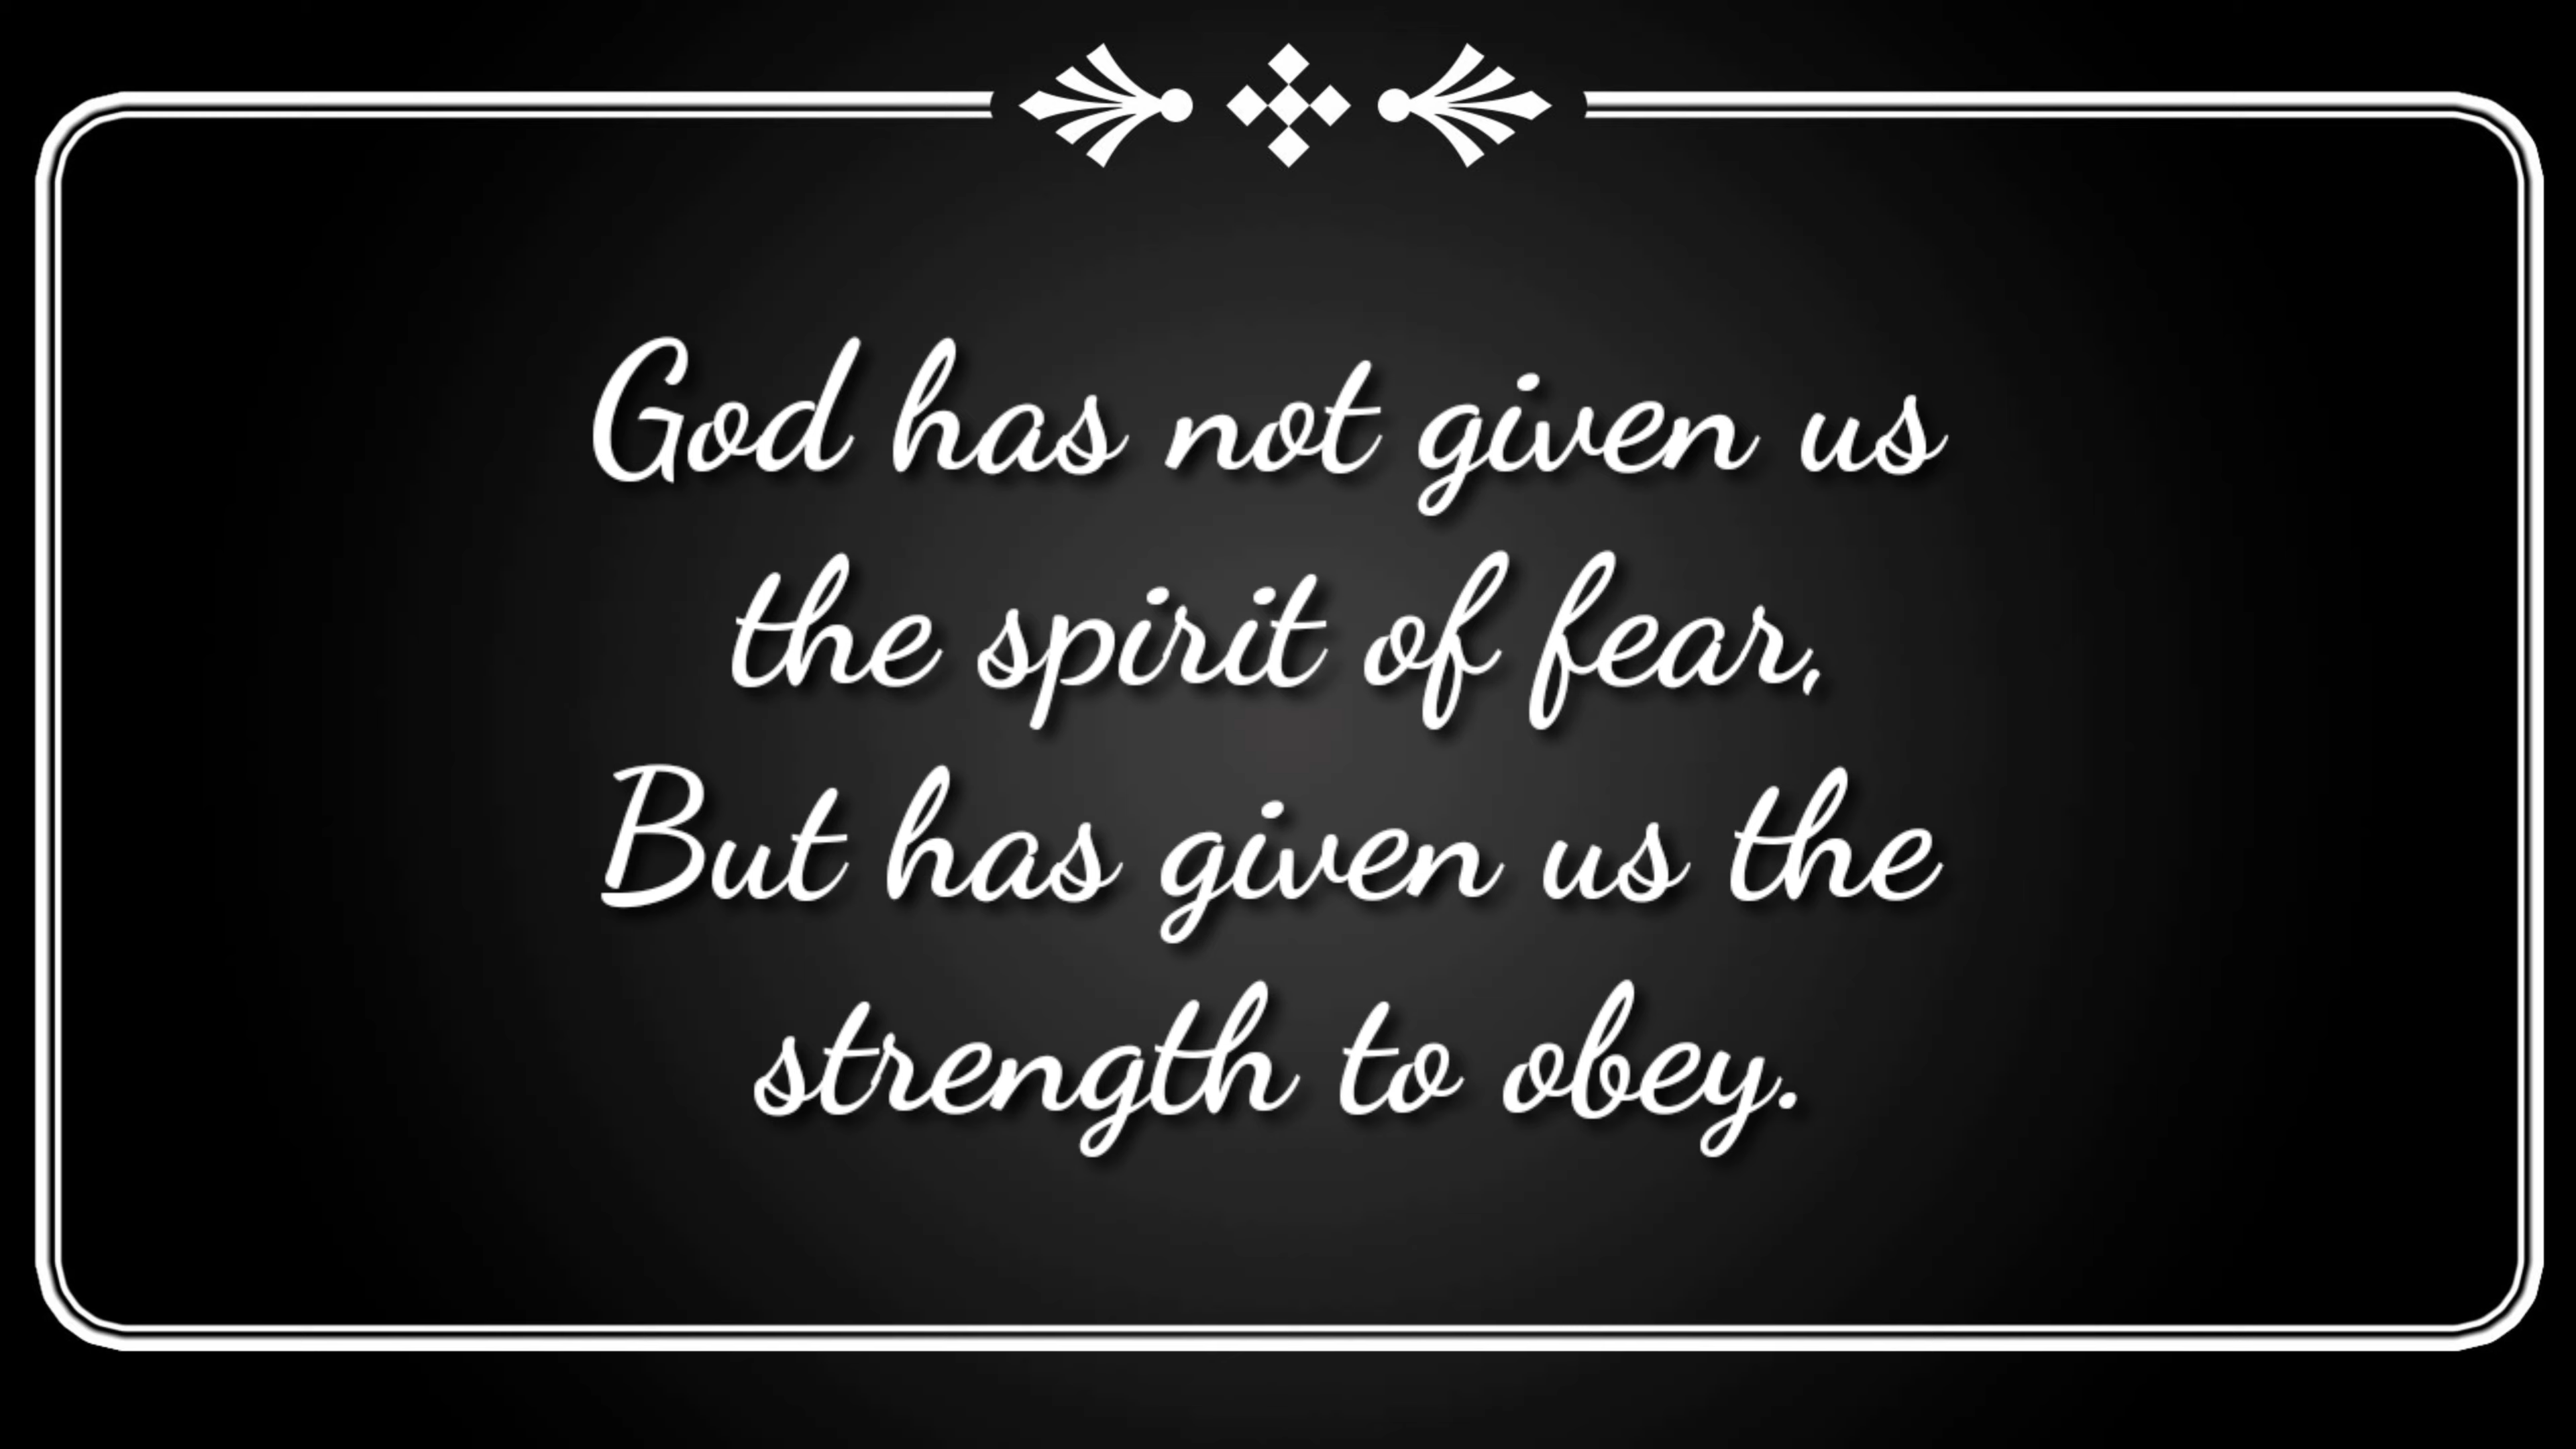 God has not given us
the spirit of fear,
But has given us the
strength to obey.